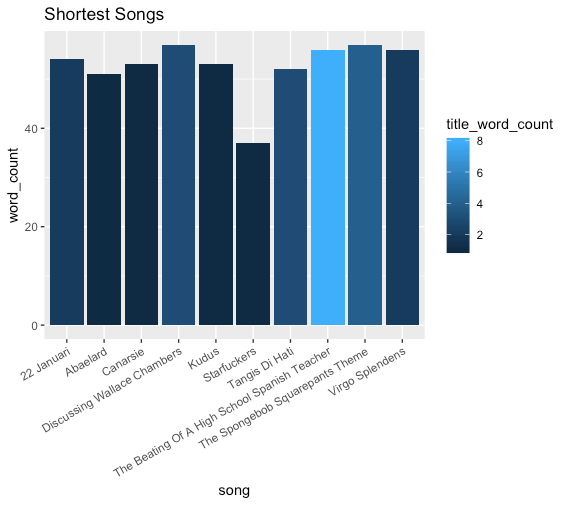 Shortest Songs
word_count
40
20
0
22 Januari
Abaelard
Canarsie
Discussing Wallace Chambers
Kudus
Starfuckers
Tangis Di Hati
The Beating Of A High School Spanish Teacher
The Spongebob Squarepants Theme
Virgo Splendens
song
title_word_count
8
6
4
2